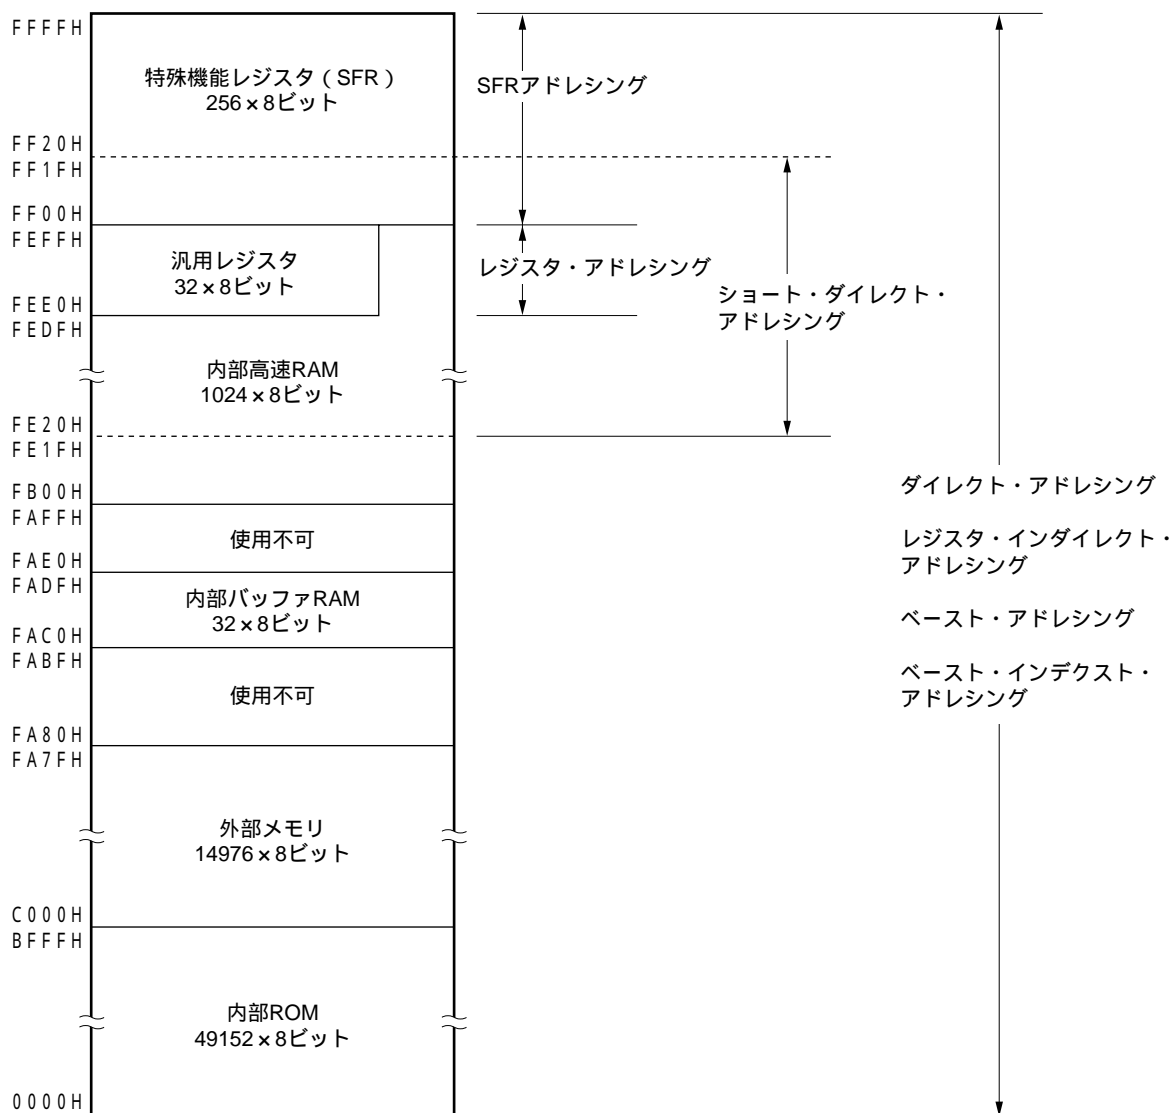 FFFFH
特殊機能レジスタ(SFR)
256×8ビット
SFRアドレシング
FF20H
FF1FH
FF00H
FEFFH
汎用レジスタ
32×8ビット
レジスタ・アドレシング
FEE0H
FEDFH
ショート・ダイレクト・
アドレシング
内部高速RAM
1024×8ビット
FE20H
FE1FH
FB00H
FAFFH
使用不可
FAE0H
FADFH
内部バッファRAM
32×8ビット
FAC0H
FABFH
使用不可
FA80H
FA7FH
ダイレクト・アドレシング
レジスタ・インダイレクト・
アドレシング
ベースト・アドレシング
ベースト・インデクスト・
アドレシング
外部メモリ
14976×8ビット
C000H
BFFFH
内部ROM
49152×8ビット
0000H